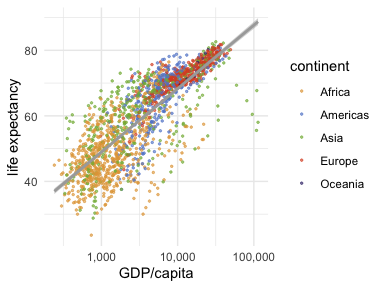 80
60
40
life expectancy
1,000
10,000
100,000
GDP/capita
continent
Africa
Americas
Asia
Europe
Oceania